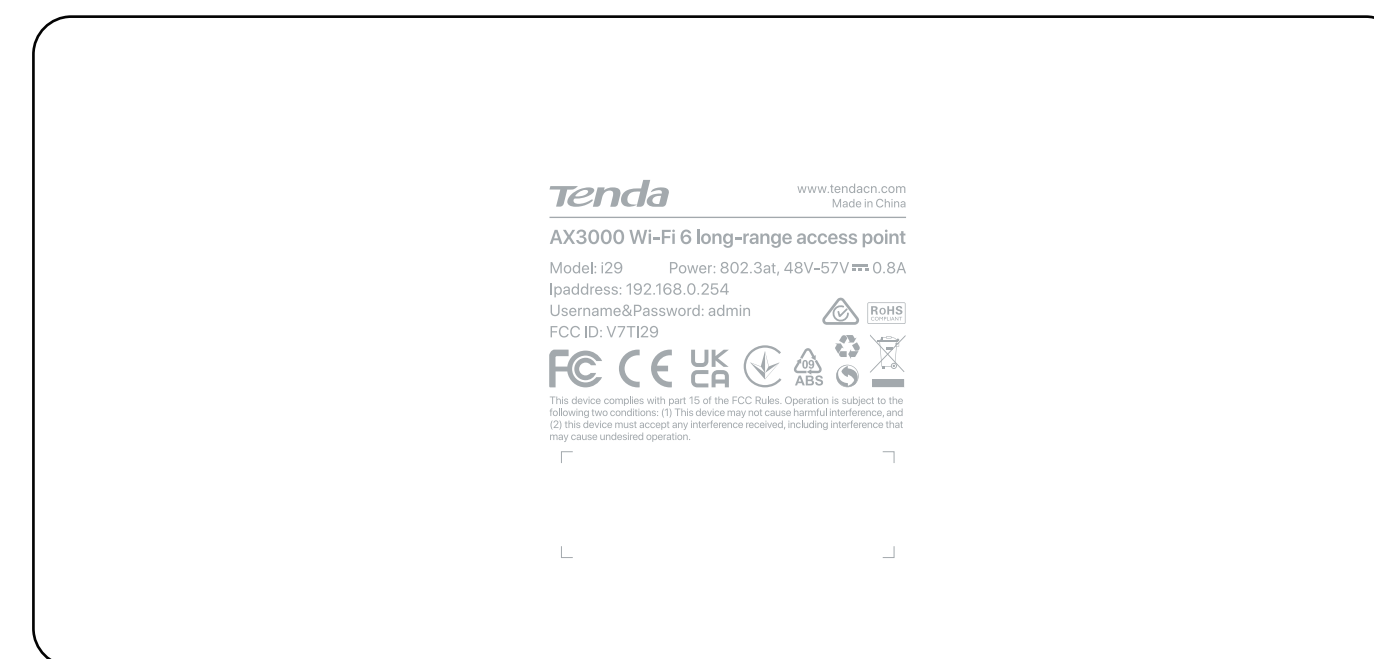 Tenda
www.tendacn.com
Made in China
AX3000 Wi-Fi 6 long-range access point
Model: i29 Power: 802.3at, 48V-57V 0.8A
Ipaddress: 192.168.0.254
Username&Password: admin
RoHS
COMPLIANT
FCC ID: V7TI29
FC CE UK
CA
09
ABS
This device complies with part 15 of the FCC Rules. Operation is subject to the
following two conditions: (1) This device may not cause harmful interference, and
(2) this device must accept any interference received, including interference that
may cause undesired operation.